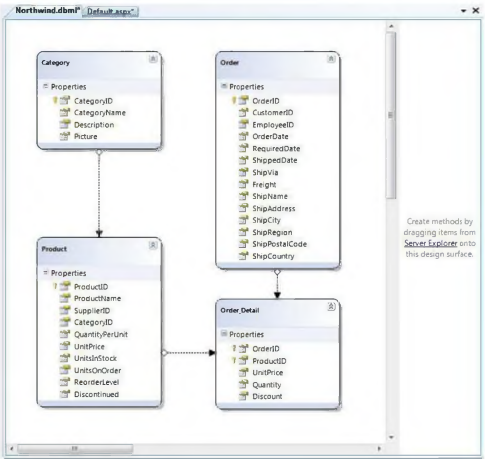 Northwind.dbml* Default.aspx*
Category
Properties
CategoryID
CategoryName
Description
Picture
Order
Properties
OrderID
CustomerID
EmployeeID
OrderDate
RequiredDate
ShippedDate
ShipVia
Freight
ShipName
ShipAddress
ShipCity
ShipRegion
ShipPostalCode
ShipCountry
Product
Properties
ProductID
ProductName
SupplierID
CategoryID
QuantityPerUnit
UnitPrice
UnitsInStock
UnitsOnOrder
ReorderLevel
Discontinued
Order_Detail
Properties
OrderID
ProductID
UnitPrice
Quantity
Discount
Create methods by
dragging items from
Server Explorer onto
this design surface.